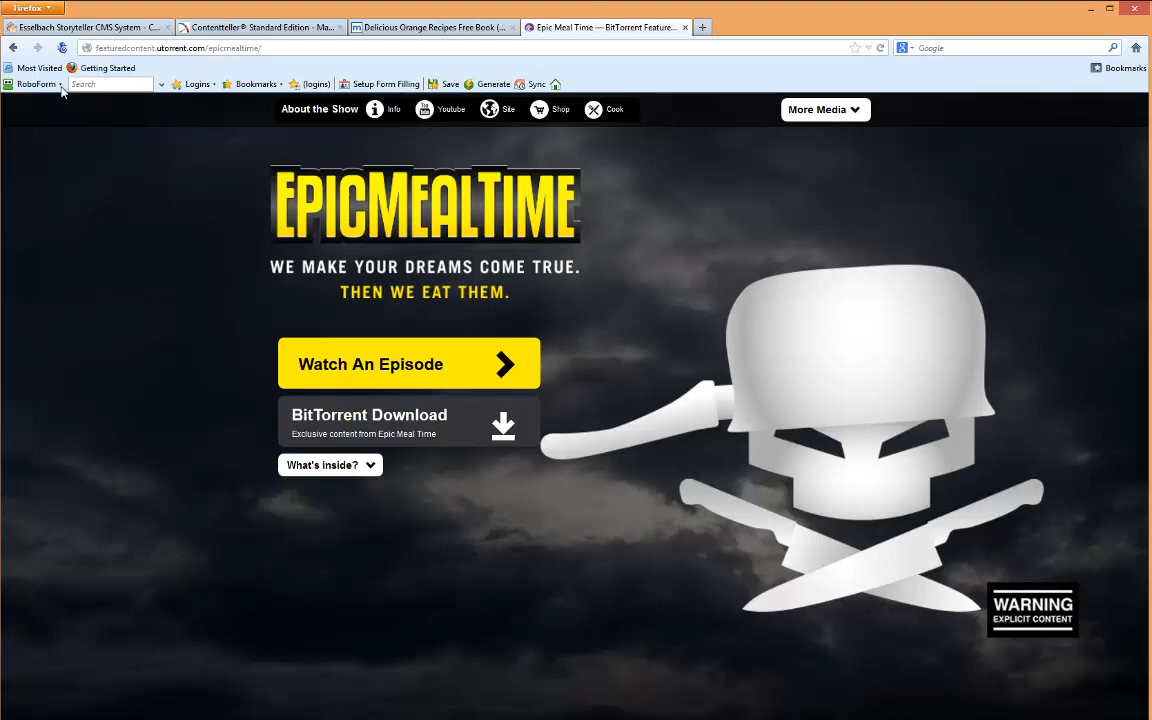 Firefox
Esselbach Storyteller CMS System - C...
Contentteller® Standard Edition - Ma...
Delicious Orange Recipes Free Book (...
Epic Meal Time — BitTorrent Feature...
featuredcontent.utorrent.com/epicmealtime/
Google
Most Visited
Getting Started
Bookmarks
RoboForm
Search
Logins
Bookmarks
(logins)
Setup Form Filling
Save
Generate
Sync
About the Show
Info
You Tube
Youtube
Site
Shop
Cook
More Media
EPICMEALTIME
WE MAKE YOUR DREAMS COME TRUE.
THEN WE EAT THEM.
Watch An Episode
BitTorrent Download
Exclusive content from Epic Meal Time
What's inside?
WARNING
EXPLICIT CONTENT